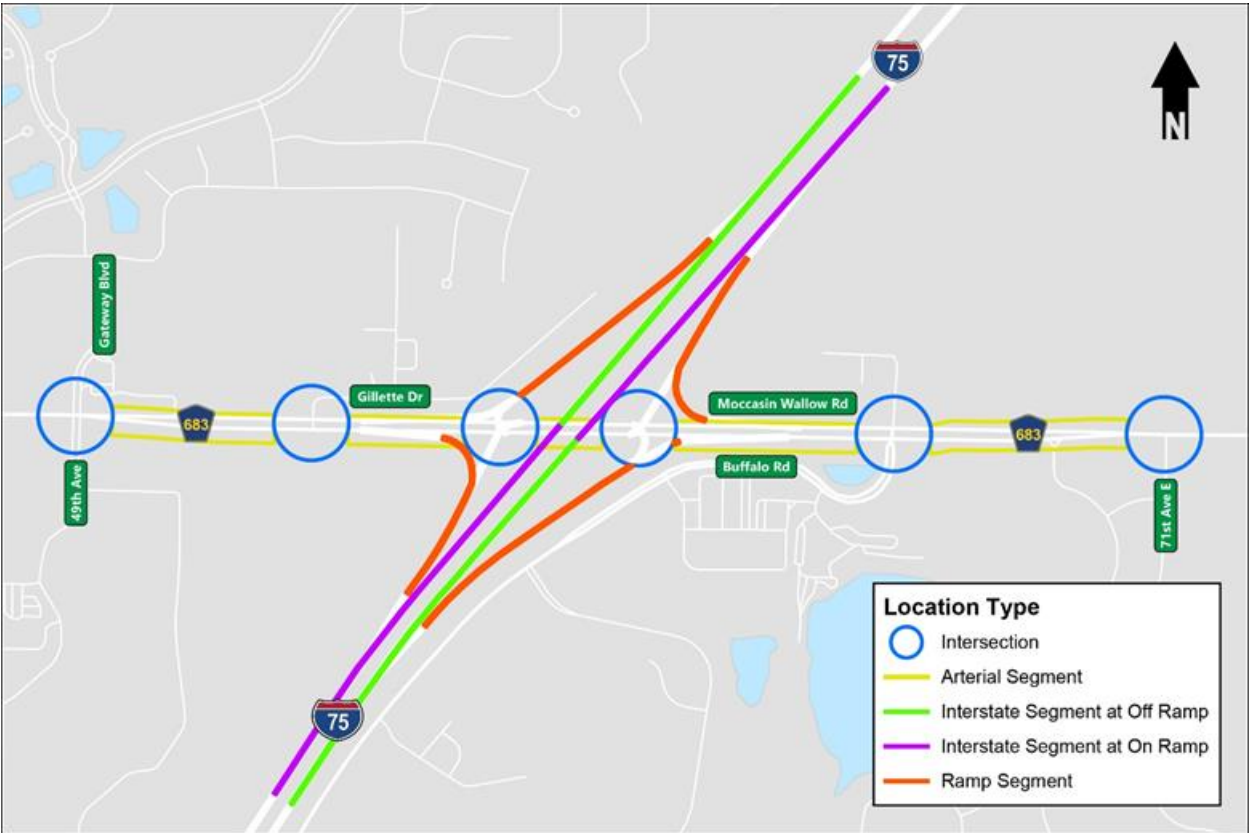 75
N
Gateway Blvd
Gillette Dr
Moccasin Wallow Rd
683
683
Buffalo Rd
49th Ave
71st Ave E
75
Location Type
Intersection
Arterial Segment
Interstate Segment at Off Ramp
Interstate Segment at On Ramp
Ramp Segment